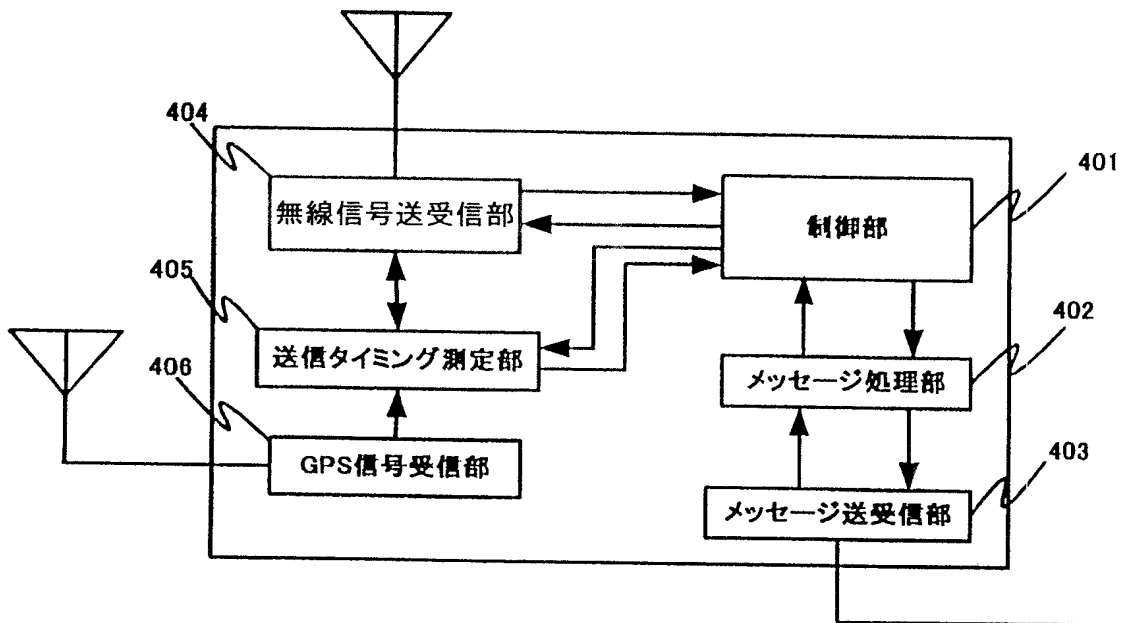 404
無線信号送受信部
401
制御部
405
送信タイミング測定部
402
メッセージ処理部
406
GPS信号受信部
403
メッセージ送受信部